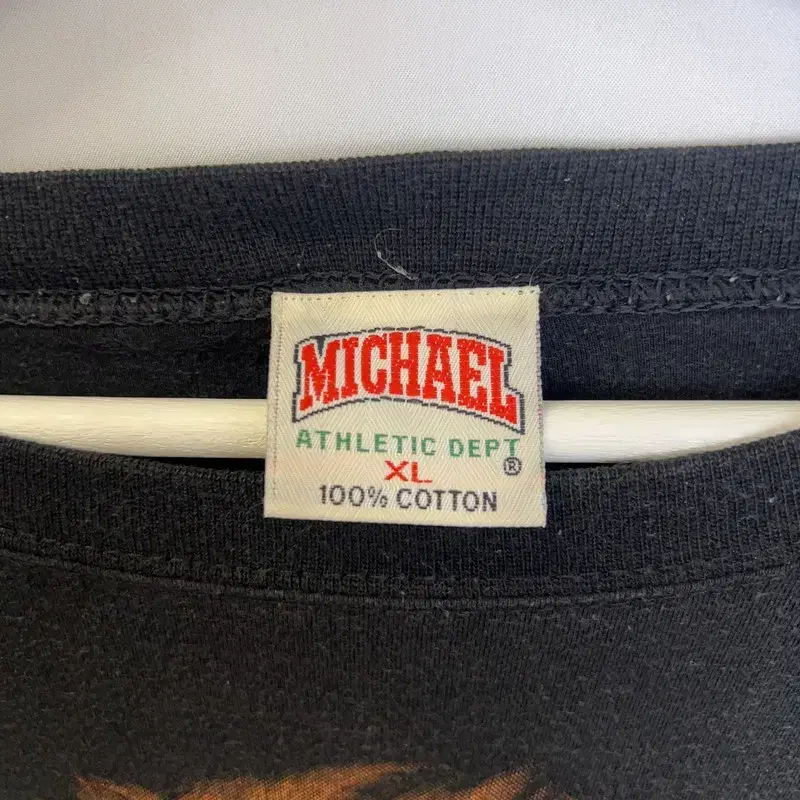 MICHAEL
ATHLETIC DEPT
XL ®
100% COTTON